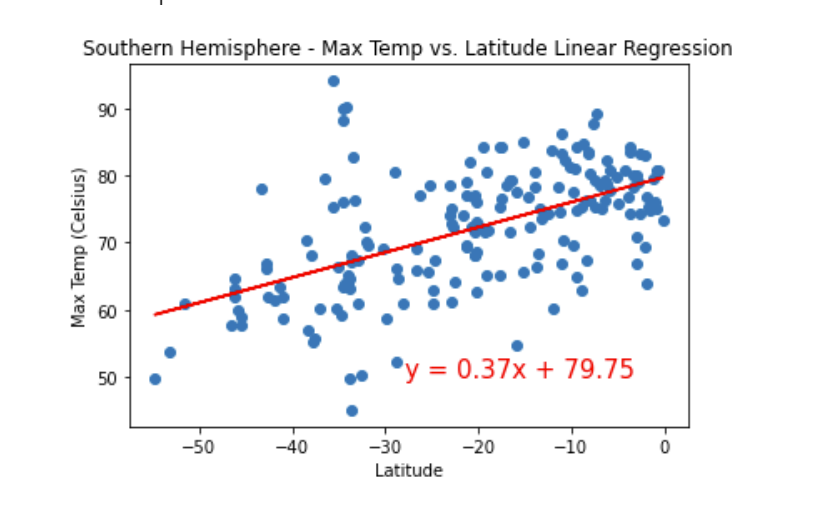 Southern Hemisphere - Max Temp vs. Latitude Linear Regression
90
80
70
60
50
Max Temp (Celsius)
y = 0.37x + 79.75
−50
−40
−30
−20
−10
0
Latitude